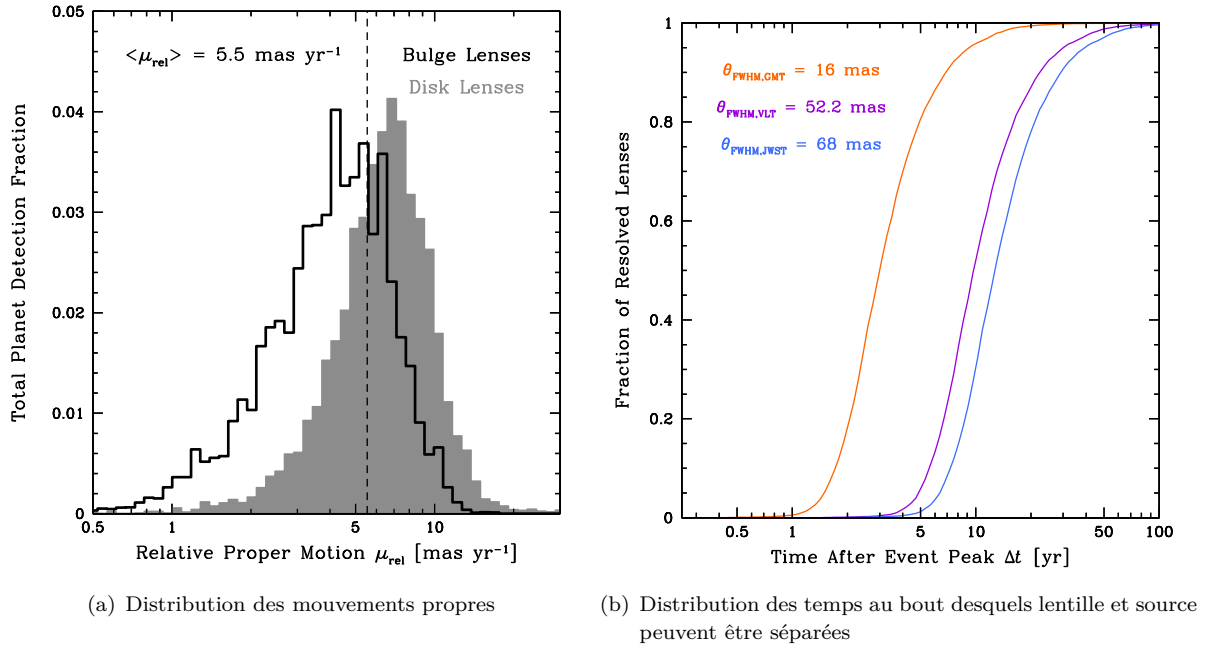 0.05
0.04
0.03
0.02
0.01
0
0.5
1
5
10
Total Planet Detection Fraction
<μrel> = 5.5 mas yr−1
Bulge Lenses
Disk Lenses
Relative Proper Motion μrel [mas yr−1]
(a) Distribution des mouvements propres
1
0.8
0.6
0.4
0.2
0
0.5
1
5
10
50
100
Fraction of Resolved Lenses
θFWHM,GMT = 16 mas
θFWHM,VLT = 52.2 mas
θFWHM,JWST = 68 mas
Time After Event Peak Δt [yr]
(b) Distribution des temps au bout desquels lentille et source
peuvent être séparées